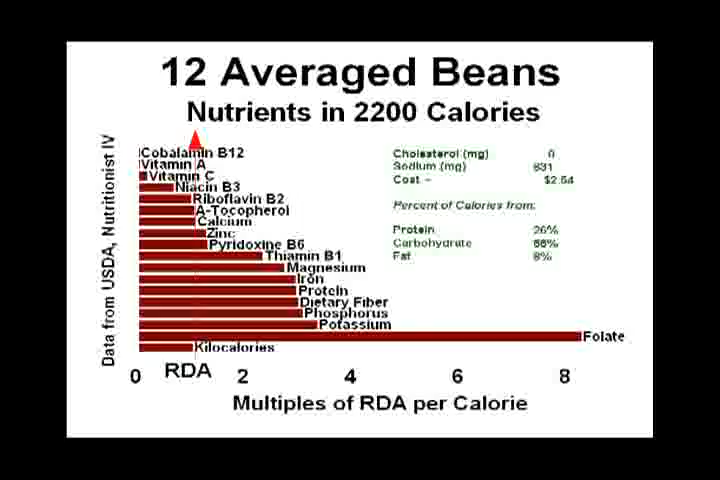 12 Averaged Beans
Nutrients in 2200 Calories
Data from USDA, Nutritionist IV
Cobalamin B12
Vitamin A
Vitamin C
Niacin B3
Riboflavin B2
A-Tocopherol
Calcium
Zinc
Pyridoxine B6
Thiamin B1
Magnesium
Iron
Protein
Dietary Fiber
Phosphorus
Potassium
Folate
Kilocalories
Cholesterol (mg) 0
Sodium (mg) 631
Cost ~ $2.54
Percent of Calories from:
Protein 26%
Carbohydrate 66%
Fat 8%
0 RDA 2 4 6 8
Multiples of RDA per Calorie